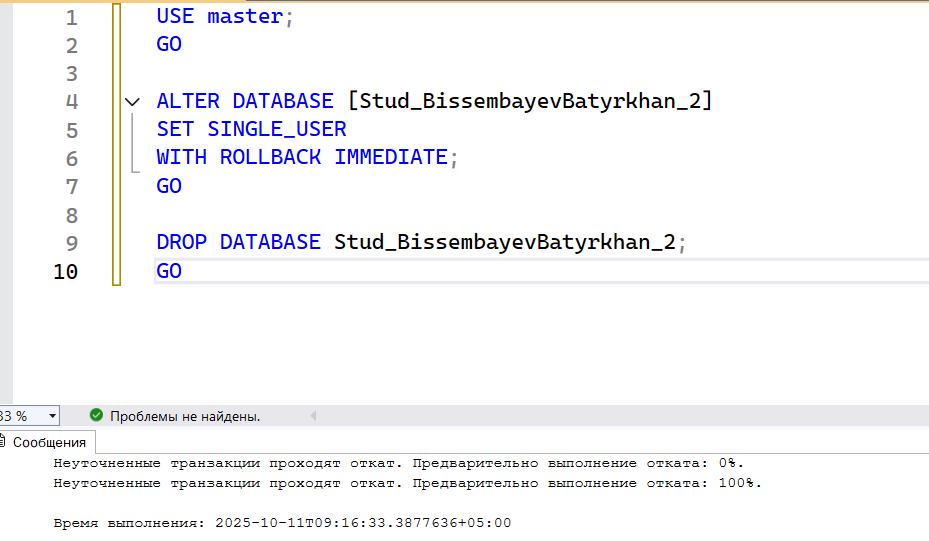 1 USE master;
2 GO
3
4 ALTER DATABASE [Stud_BissembayevBatyrkhan_2]
5 SET SINGLE_USER
6 WITH ROLLBACK IMMEDIATE;
7 GO
8
9 DROP DATABASE Stud_BissembayevBatyrkhan_2;
10 GO
33 % Проблемы не найдены.
Сообщения
Неуточненные транзакции проходят откат. Предварительно выполнение отката: 0%.
Неуточненные транзакции проходят откат. Предварительно выполнение отката: 100%.
Время выполнения: 2025-10-11T09:16:33.3877636+05:00